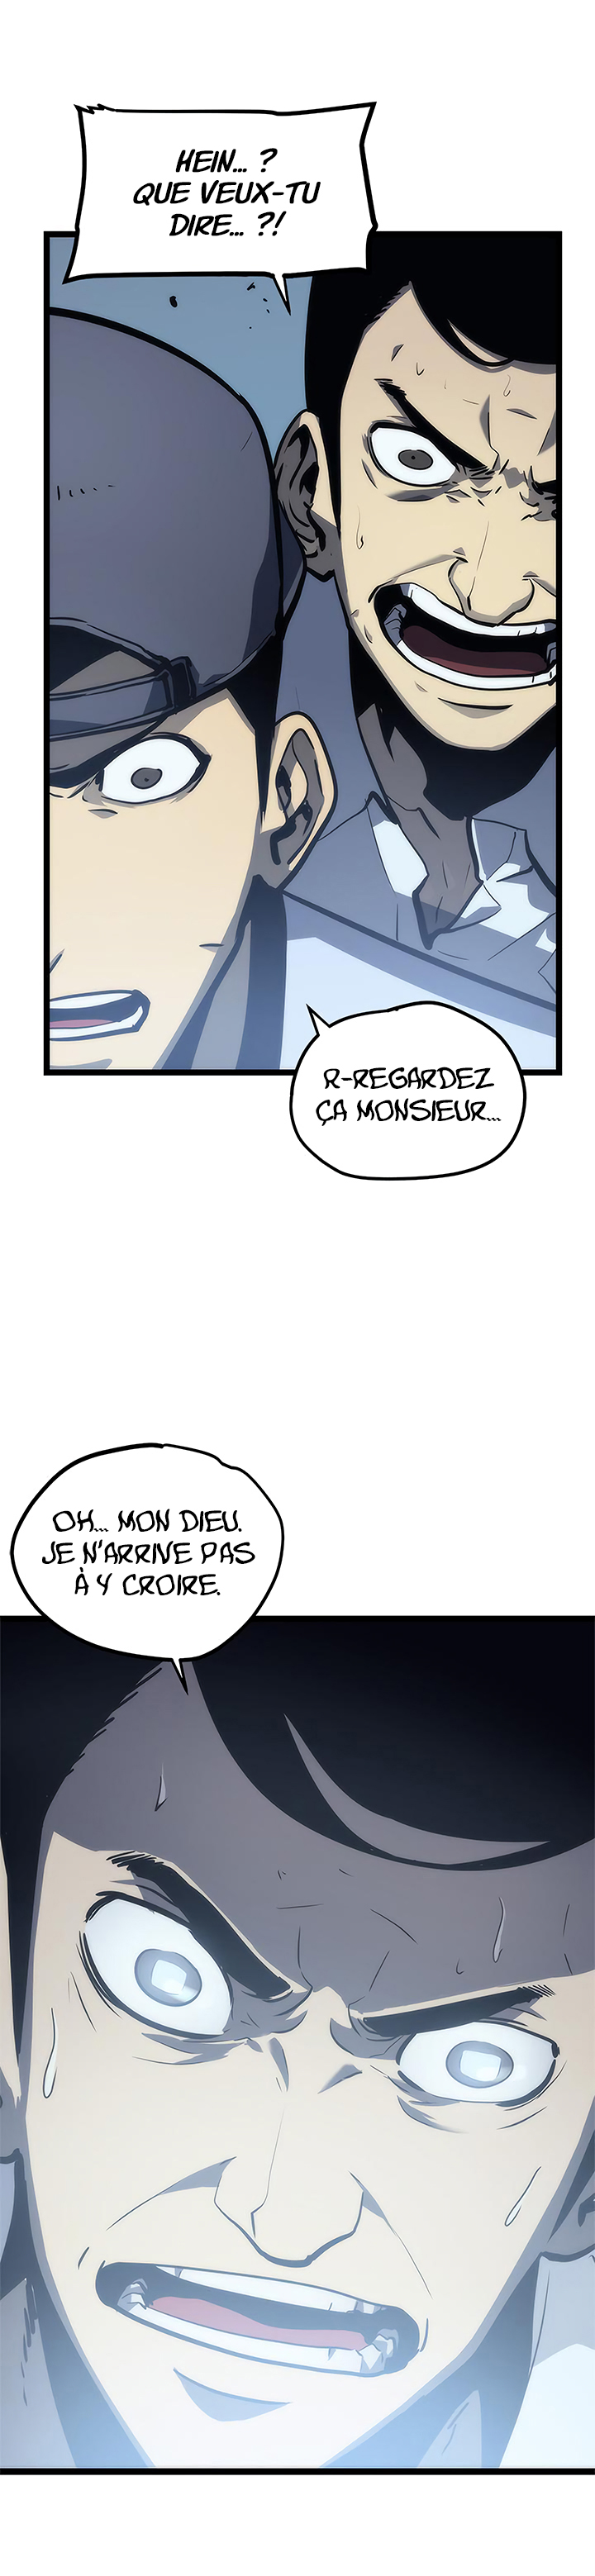 HEIN... ?
QUE VEUX-TU
DIRE... ?!
R-REGARDEZ
ÇA MONSIEUR...
OH... MON DIEU.
JE N'ARRIVE PAS
À Y CROIRE.